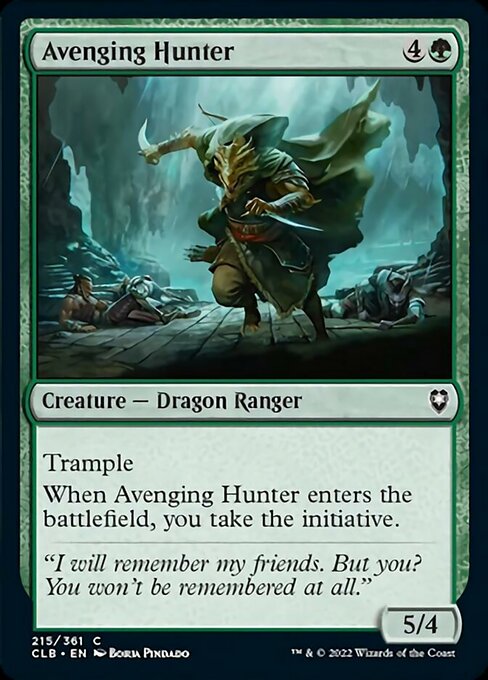 Avenging Hunter 4
Creature — Dragon Ranger
Trample
When Avenging Hunter enters the
battlefield, you take the initiative.
“I will remember my friends. But you?
You won’t be remembered at all.”
5/4
215/361 C
CLB • EN Borja Pindado
™ & © 2022 Wizards of the Coast